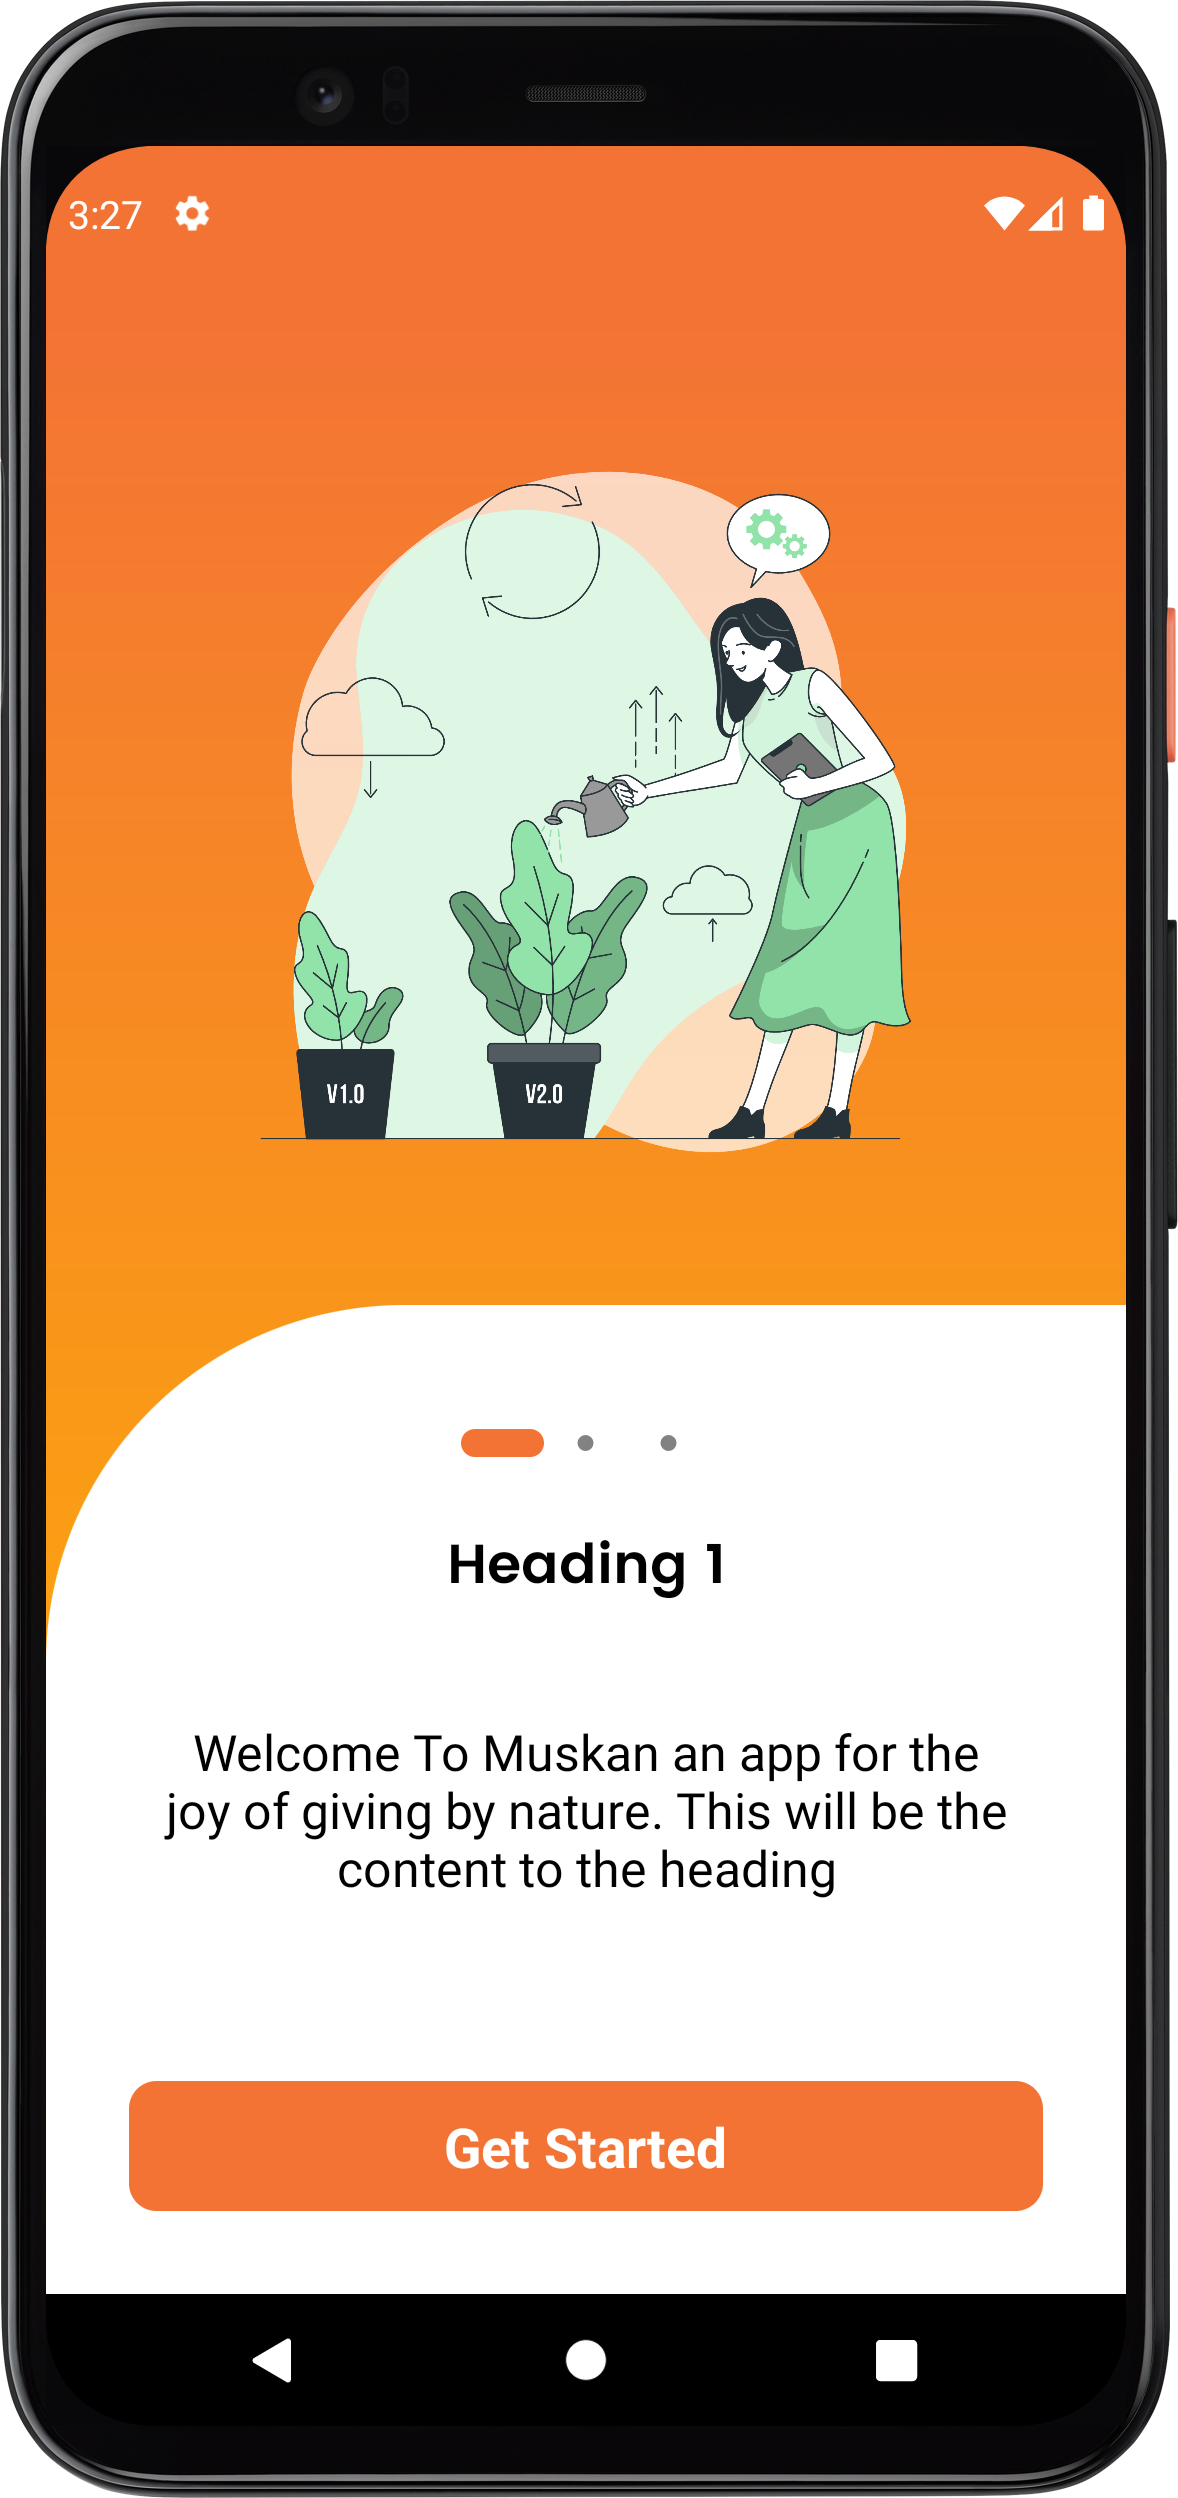 3:27
V1.0
V2.0
Heading 1
Welcome To Muskan an app for the
joy of giving by nature. This will be the
content to the heading
Get Started